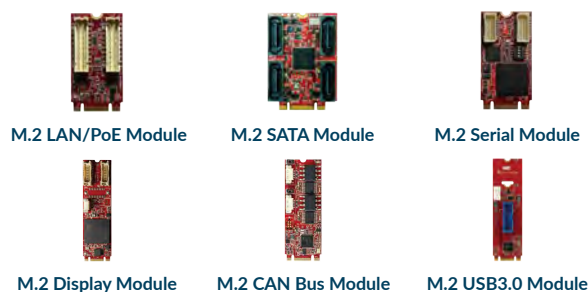 M.2 LAN/PoE Module
M.2 SATA Module
M.2 Serial Module
M.2 Display Module
M.2 CAN Bus Module
M.2 USB3.0 Module